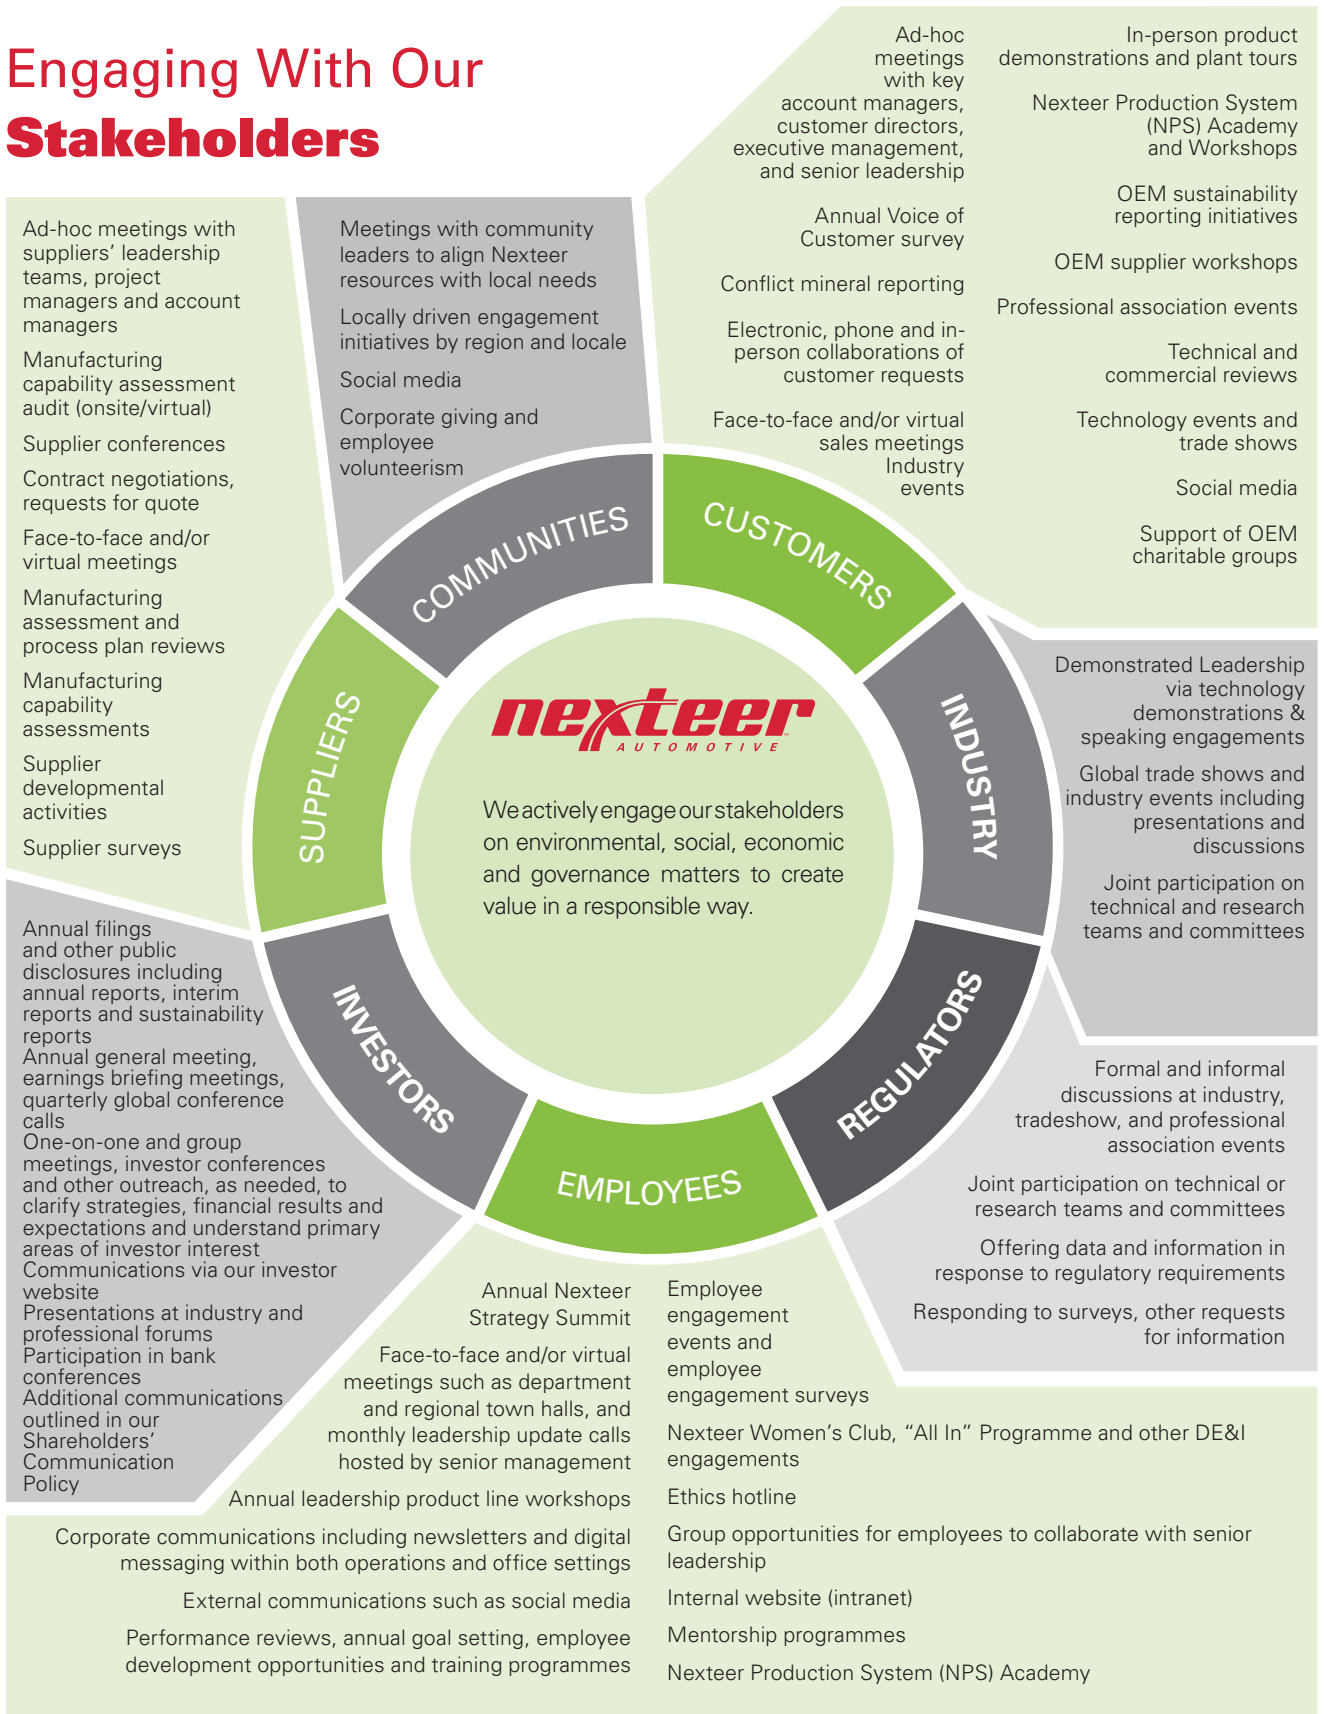 Engaging With Our
Stakeholders
Ad-hoc meetings with
suppliers’ leadership
teams, project
managers and account
managers
Manufacturing
capability assessment
audit (onsite/virtual)
Supplier conferences
Contract negotiations,
requests for quote
Face-to-face and/or
virtual meetings
Manufacturing
assessment and
process plan reviews
Manufacturing
capability
assessments
Supplier
developmental
activities
Supplier surveys
Meetings with community
leaders to align Nexteer
resources with local needs
Locally driven engagement
initiatives by region and locale
Social media
Corporate giving and
employee
volunteerism
Ad-hoc
meetings
with key
account managers,
customer directors,
executive management,
and senior leadership
Annual Voice of
Customer survey
Conflict mineral reporting
Electronic, phone and in-
person collaborations of
customer requests
Face-to-face and/or virtual
sales meetings
Industry
events
In-person product
demonstrations and plant tours
Nexteer Production System
(NPS) Academy
and Workshops
OEM sustainability
reporting initiatives
OEM supplier workshops
Professional association events
Technical and
commercial reviews
Technology events and
trade shows
Social media
Support of OEM
charitable groups
COMMUNITIES
CUSTOMERS
SUPPLIERS
INDUSTRY
INVESTORS
REGULATORS
EMPLOYEES
nexteer
AUTOMOTIVE
We actively engage our stakeholders
on environmental, social, economic
and governance matters to create
value in a responsible way.
Demonstrated Leadership
via technology
demonstrations &
speaking engagements
Global trade shows and
industry events including
presentations and
discussions
Joint participation on
technical and research
teams and committees
Annual filings
and other public
disclosures including
annual reports, interim
reports and sustainability
reports
Annual general meeting,
earnings briefing meetings,
quarterly global conference
calls
One-on-one and group
meetings, investor conferences
and other outreach, as needed, to
clarify strategies, financial results and
expectations and understand primary
areas of investor interest
Communications via our investor
website
Presentations at industry and
professional forums
Participation in bank
conferences
Additional communications
outlined in our
Shareholders’
Communication
Policy
Formal and informal
discussions at industry,
tradeshow, and professional
association events
Joint participation on technical or
research teams and committees
Offering data and information in
response to regulatory requirements
Responding to surveys, other requests
for information
Annual Nexteer
Strategy Summit
Face-to-face and/or virtual
meetings such as department
and regional town halls, and
monthly leadership update calls
hosted by senior management
Annual leadership product line workshops
Corporate communications including newsletters and digital
messaging within both operations and office settings
External communications such as social media
Performance reviews, annual goal setting, employee
development opportunities and training programmes
Employee
engagement
events and
employee
engagement surveys
Nexteer Women’s Club, “All In” Programme and other DE&I
engagements
Ethics hotline
Group opportunities for employees to collaborate with senior
leadership
Internal website (intranet)
Mentorship programmes
Nexteer Production System (NPS) Academy